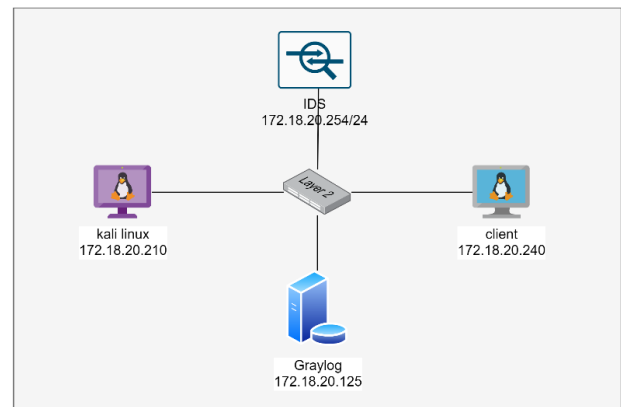 IDS
172.18.20.254/24
Layer 2
kali linux
172.18.20.210
client
172.18.20.240
Graylog
172.18.20.125